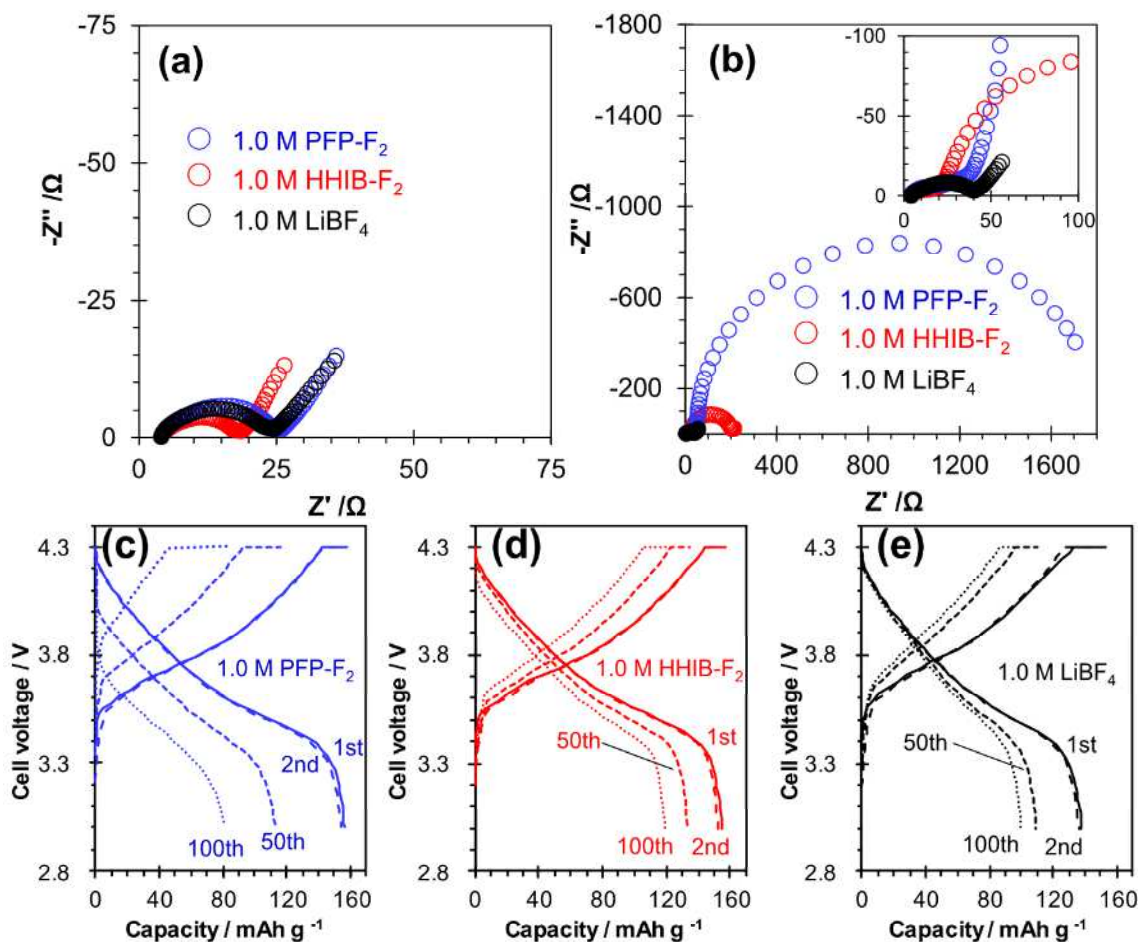 -75
-50
-25
0
-Z'' /Ω
(a)
1.0 M PFP-F₂
1.0 M HHIB-F₂
1.0 M LiBF₄
0
25
50
75
Z' /Ω
-1800
-1400
-1000
-600
-200
-Z'' /Ω
(b)
-100
-50
0
0
50
100
1.0 M PFP-F₂
1.0 M HHIB-F₂
1.0 M LiBF₄
0
400
800
1200
1600
Z' /Ω
(c)
4.3
3.8
3.3
2.8
Cell voltage / V
1.0 M PFP-F₂
1st
2nd
100th
50th
0
40
80
120
160
Capacity / mAh g⁻¹
(d)
4.3
3.8
3.3
2.8
Cell voltage / V
1.0 M HHIB-F₂
50th
1st
100th
2nd
0
40
80
120
160
Capacity / mAh g⁻¹
(e)
4.3
3.8
3.3
2.8
Cell voltage / V
1.0 M LiBF₄
50th
1st
100th
2nd
0
40
80
120
160
Capacity / mAh g⁻¹